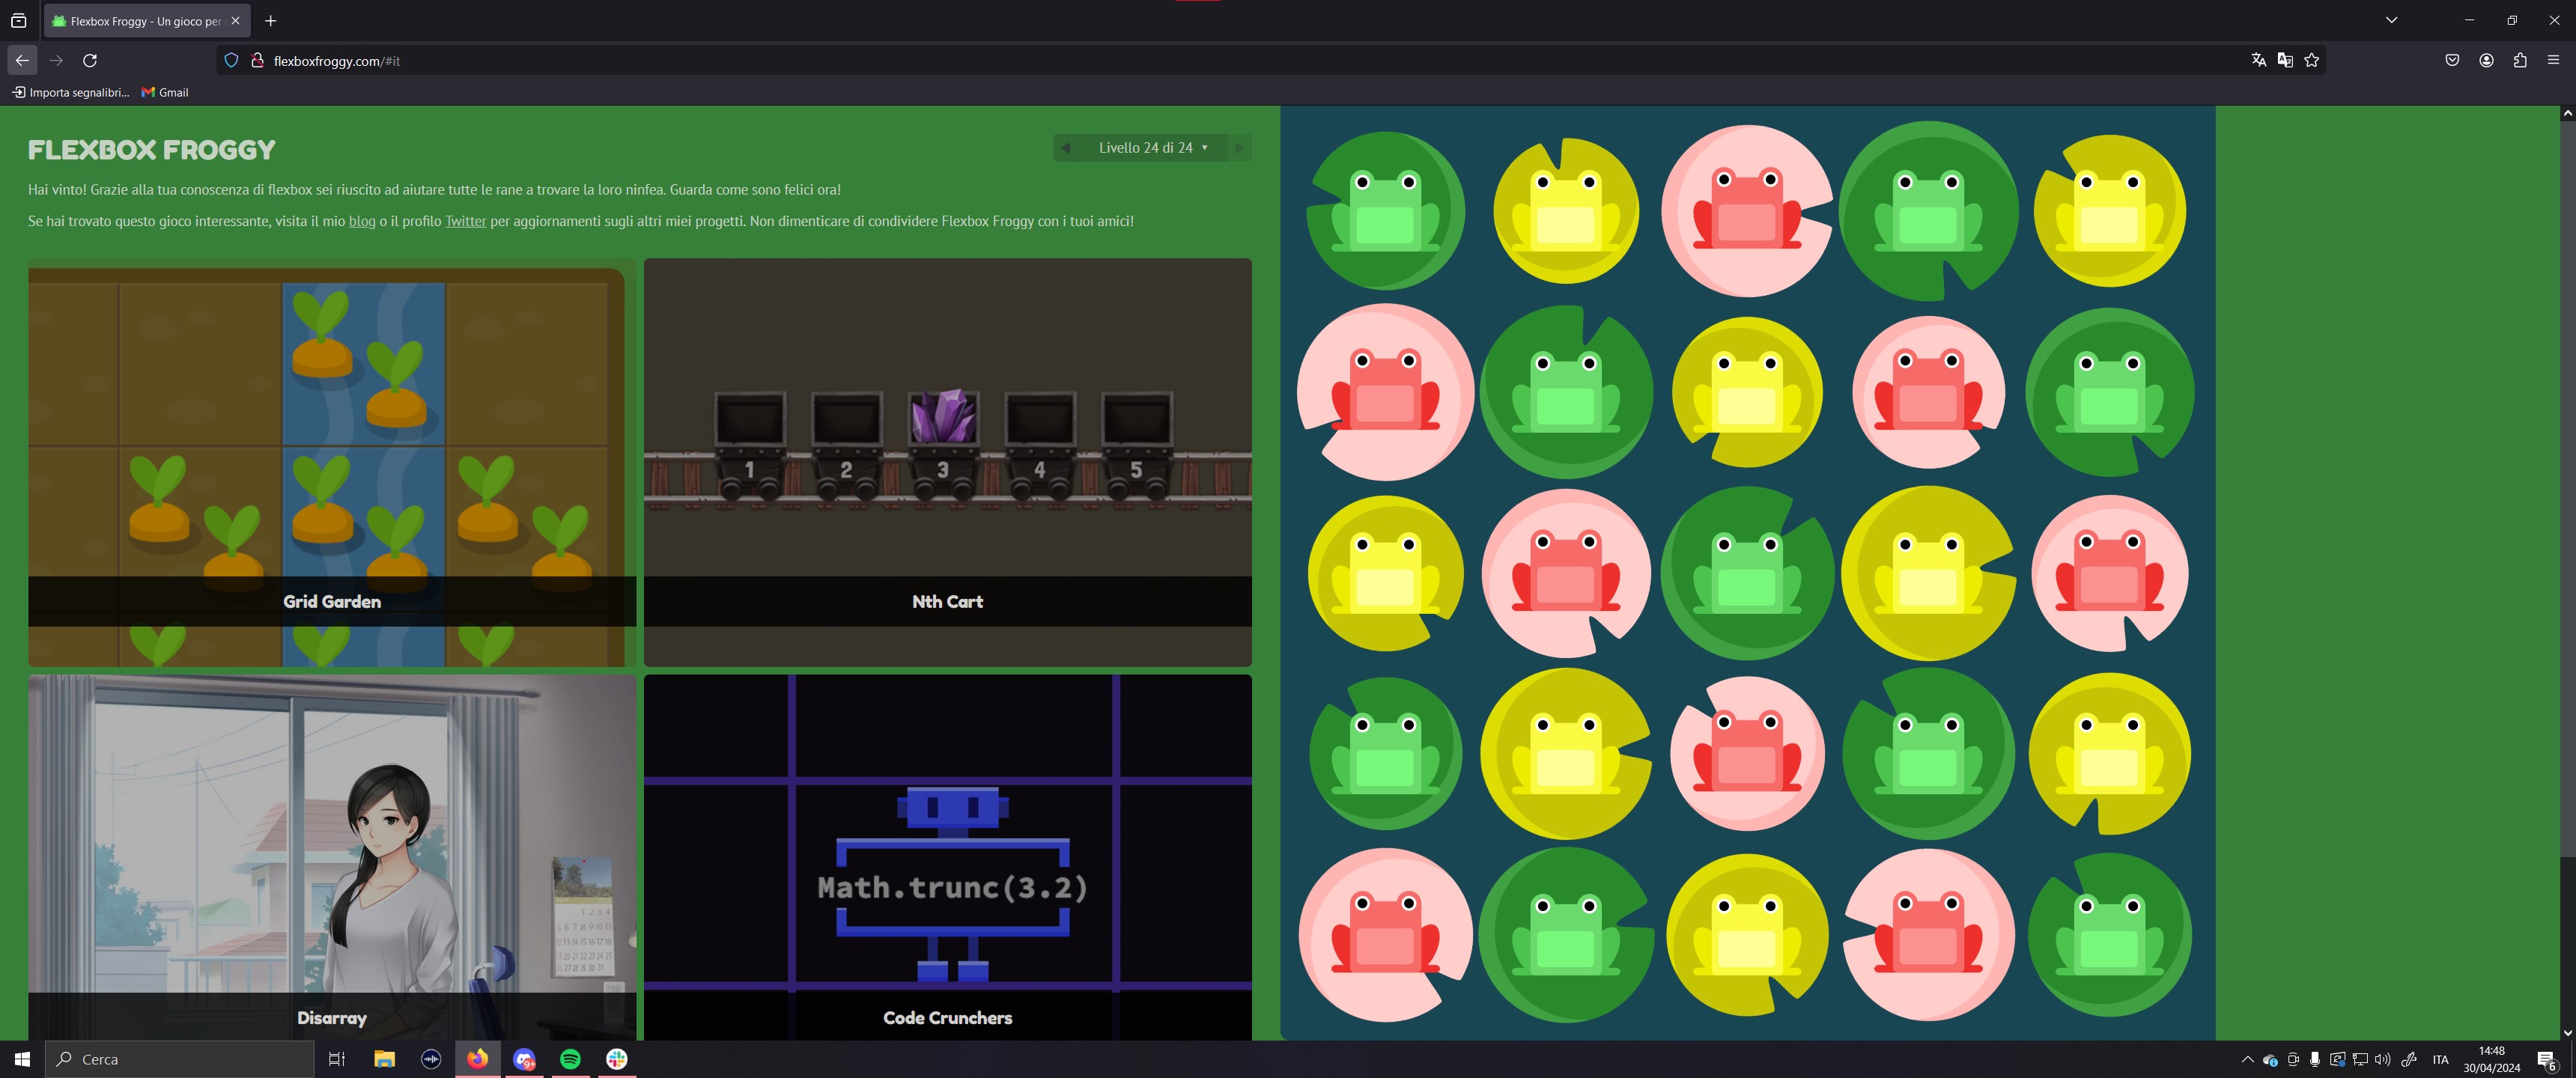 Flexbox Froggy - Un gioco per
flexboxfroggy.com/#it
Importa segnalibri... Gmail
FLEXBOX FROGGY
Livello 24 di 24
Hai vinto! Grazie alla tua conoscenza di flexbox sei riuscito ad aiutare tutte le rane a trovare la loro ninfea. Guarda come sono felici ora!
Se hai trovato questo gioco interessante, visita il mio blog o il profilo Twitter per aggiornamenti sugli altri miei progetti. Non dimenticare di condividere Flexbox Froggy con i tuoi amici!
1 2 3 4 5
Grid Garden
Nth Cart
Math.trunc(3.2)
Disarray
Code Crunchers
Cerca
9+
ITA
14:48
30/04/2024
6